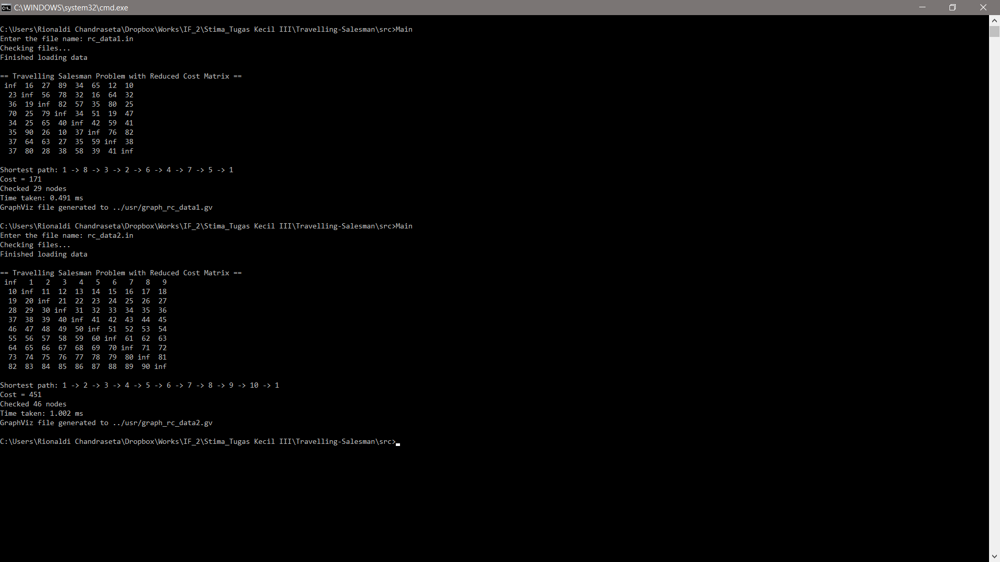 C:\WINDOWS\system32\cmd.exe
C:\Users\Rionaldi Chandraseta\Dropbox\Works\IF_2\Stima_Tugas Kecil III\Travelling-Salesman\src>Main
Enter the file name: rc_data1.in
Checking files...
Finished loading data
== Travelling Salesman Problem with Reduced Cost Matrix ==
inf 16 27 89 34 65 12 10
23 inf 56 78 32 16 64 32
36 19 inf 82 57 35 80 25
70 25 79 inf 34 51 19 47
34 25 65 40 inf 42 59 41
35 90 26 10 37 inf 76 82
37 64 63 27 35 59 inf 38
37 80 28 38 58 39 41 inf
Shortest path: 1 -> 8 -> 3 -> 2 -> 6 -> 4 -> 7 -> 5 -> 1
Cost = 171
Checked 29 nodes
Time taken: 0.491 ms
GraphViz file generated to ../usr/graph_rc_data1.gv
C:\Users\Rionaldi Chandraseta\Dropbox\Works\IF_2\Stima_Tugas Kecil III\Travelling-Salesman\src>Main
Enter the file name: rc_data2.in
Checking files...
Finished loading data
== Travelling Salesman Problem with Reduced Cost Matrix ==
inf 1 2 3 4 5 6 7 8 9
10 inf 11 12 13 14 15 16 17 18
19 20 inf 21 22 23 24 25 26 27
28 29 30 inf 31 32 33 34 35 36
37 38 39 40 inf 41 42 43 44 45
46 47 48 49 50 inf 51 52 53 54
55 56 57 58 59 60 inf 61 62 63
64 65 66 67 68 69 70 inf 71 72
73 74 75 76 77 78 79 80 inf 81
82 83 84 85 86 87 88 89 90 inf
Shortest path: 1 -> 2 -> 3 -> 4 -> 5 -> 6 -> 7 -> 8 -> 9 -> 10 -> 1
Cost = 451
Checked 46 nodes
Time taken: 1.002 ms
GraphViz file generated to ../usr/graph_rc_data2.gv
C:\Users\Rionaldi Chandraseta\Dropbox\Works\IF_2\Stima_Tugas Kecil III\Travelling-Salesman\src>